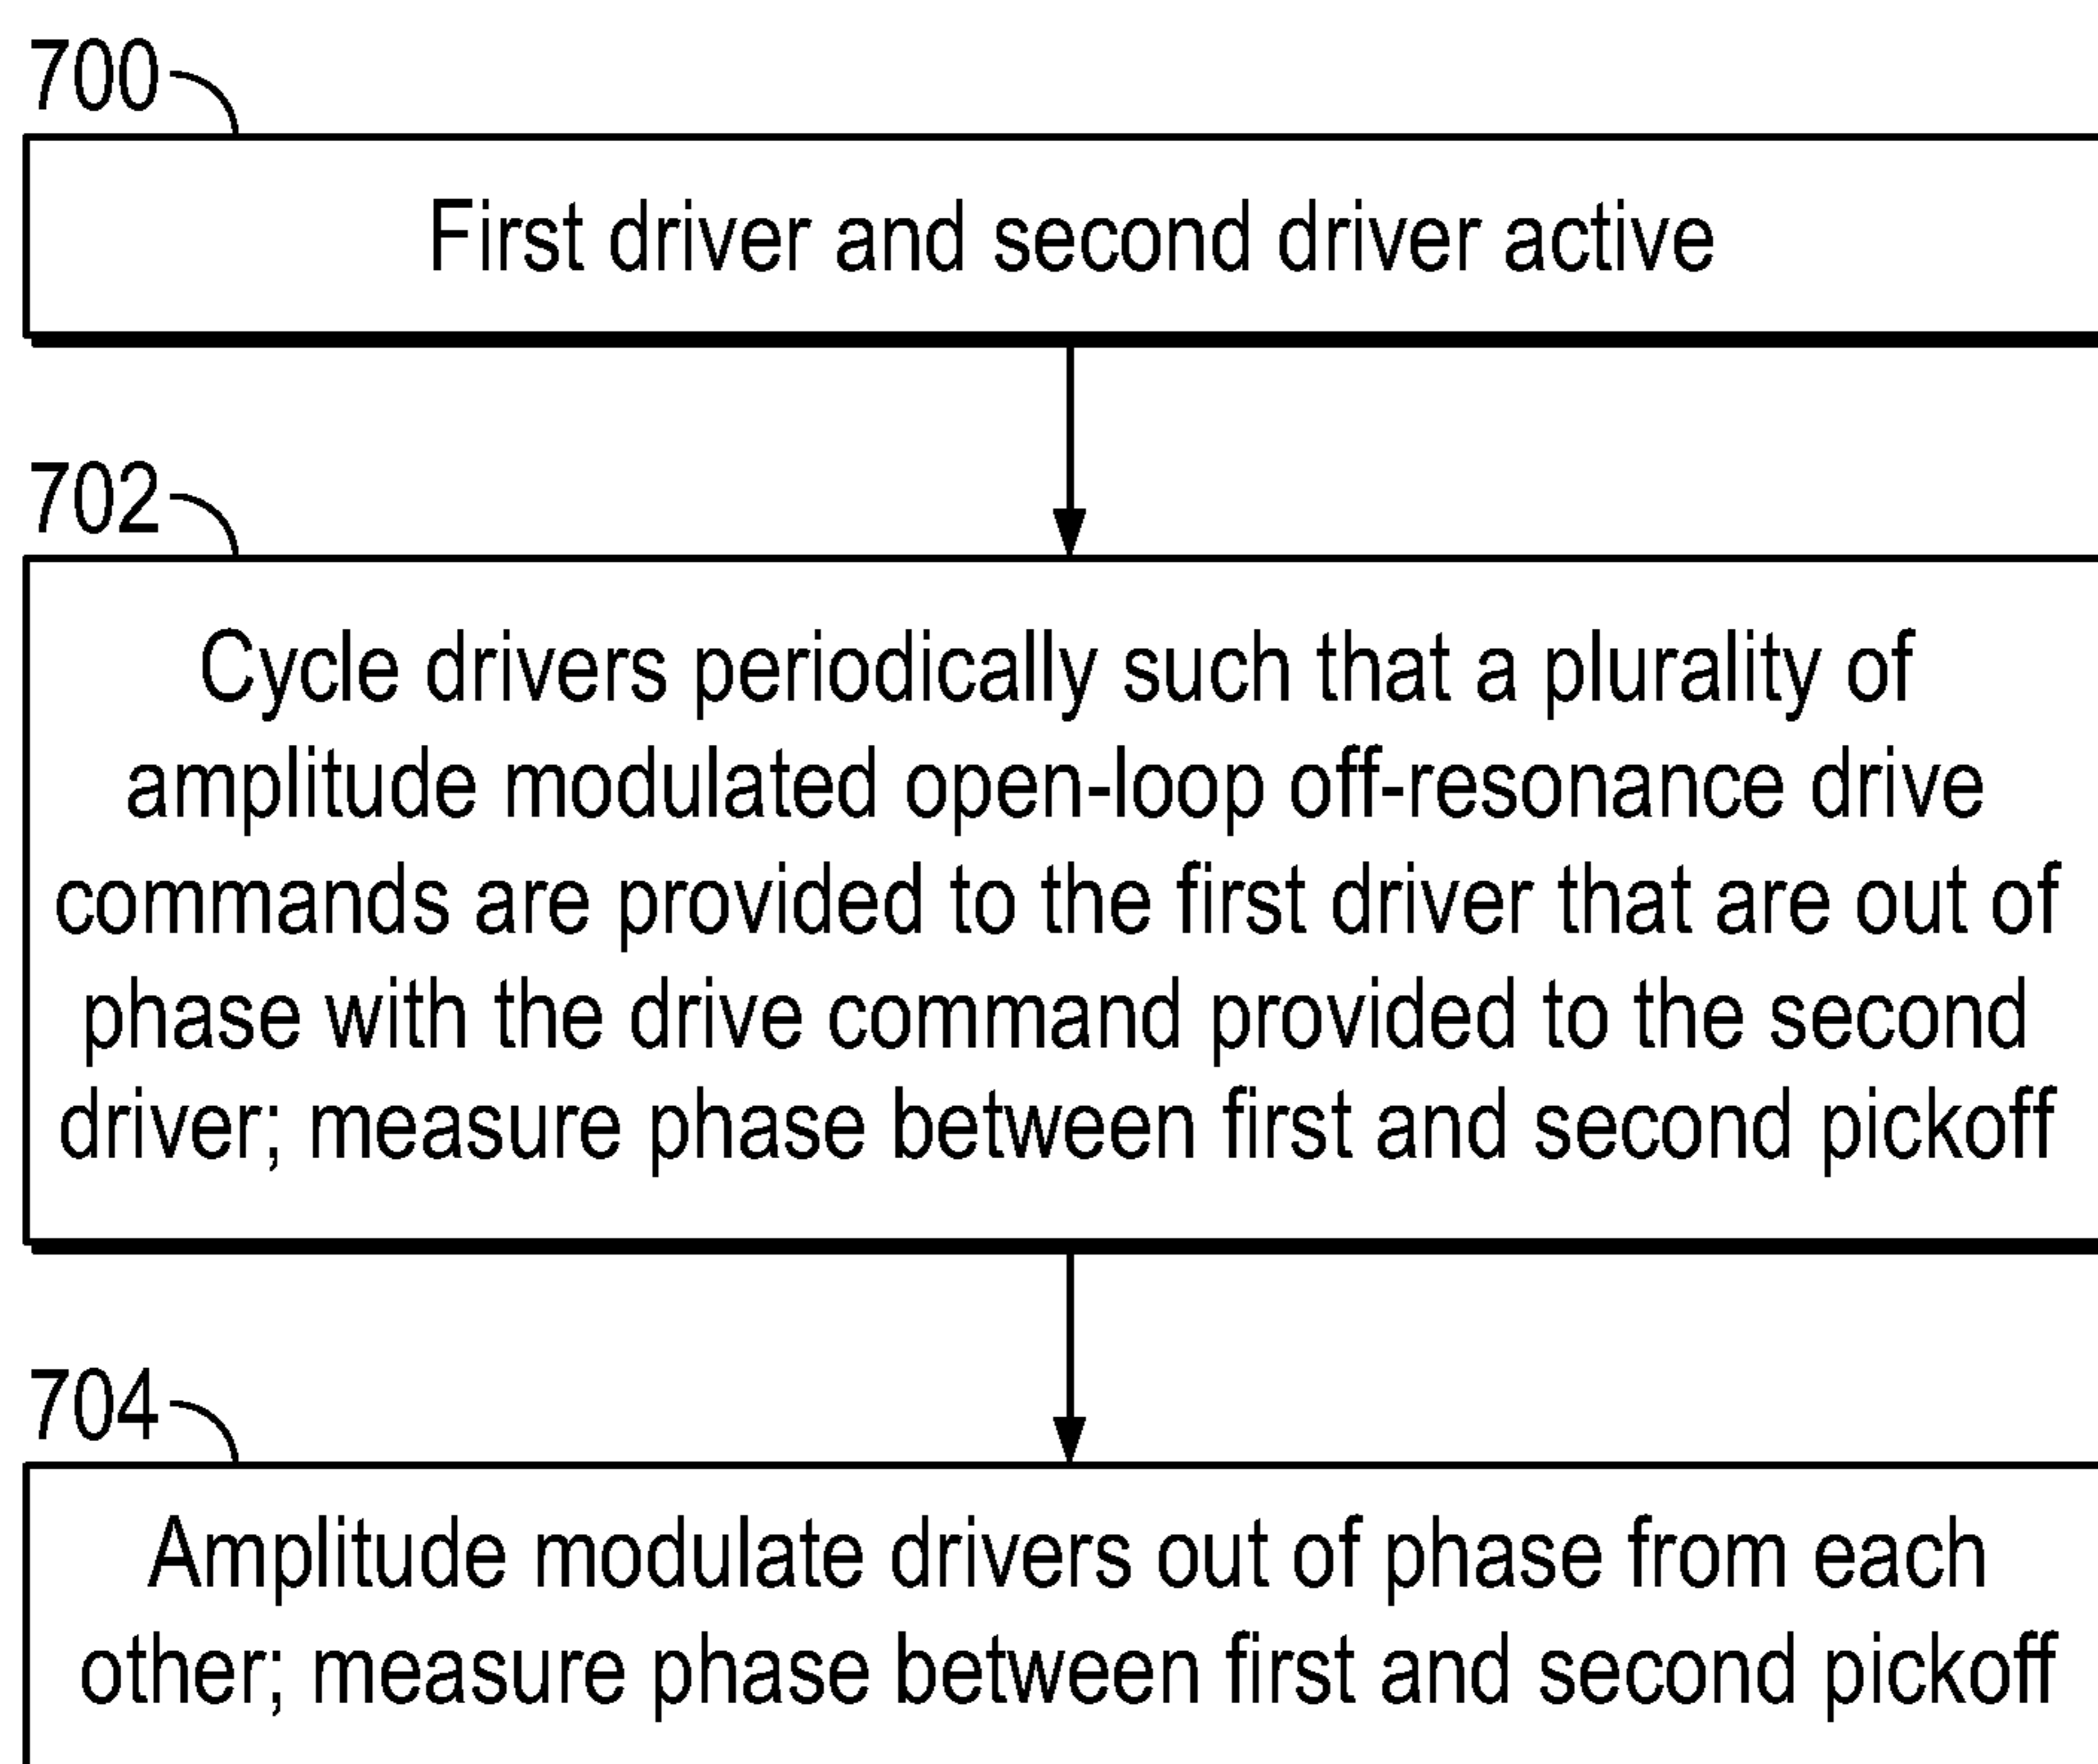 700
First driver and second driver active
702
Cycle drivers periodically such that a plurality of
amplitude modulated open-loop off-resonance drive
commands are provided to the first driver that are out of
phase with the drive command provided to the second
driver; measure phase between first and second pickoff
704
Amplitude modulate drivers out of phase from each
other; measure phase between first and second pickoff